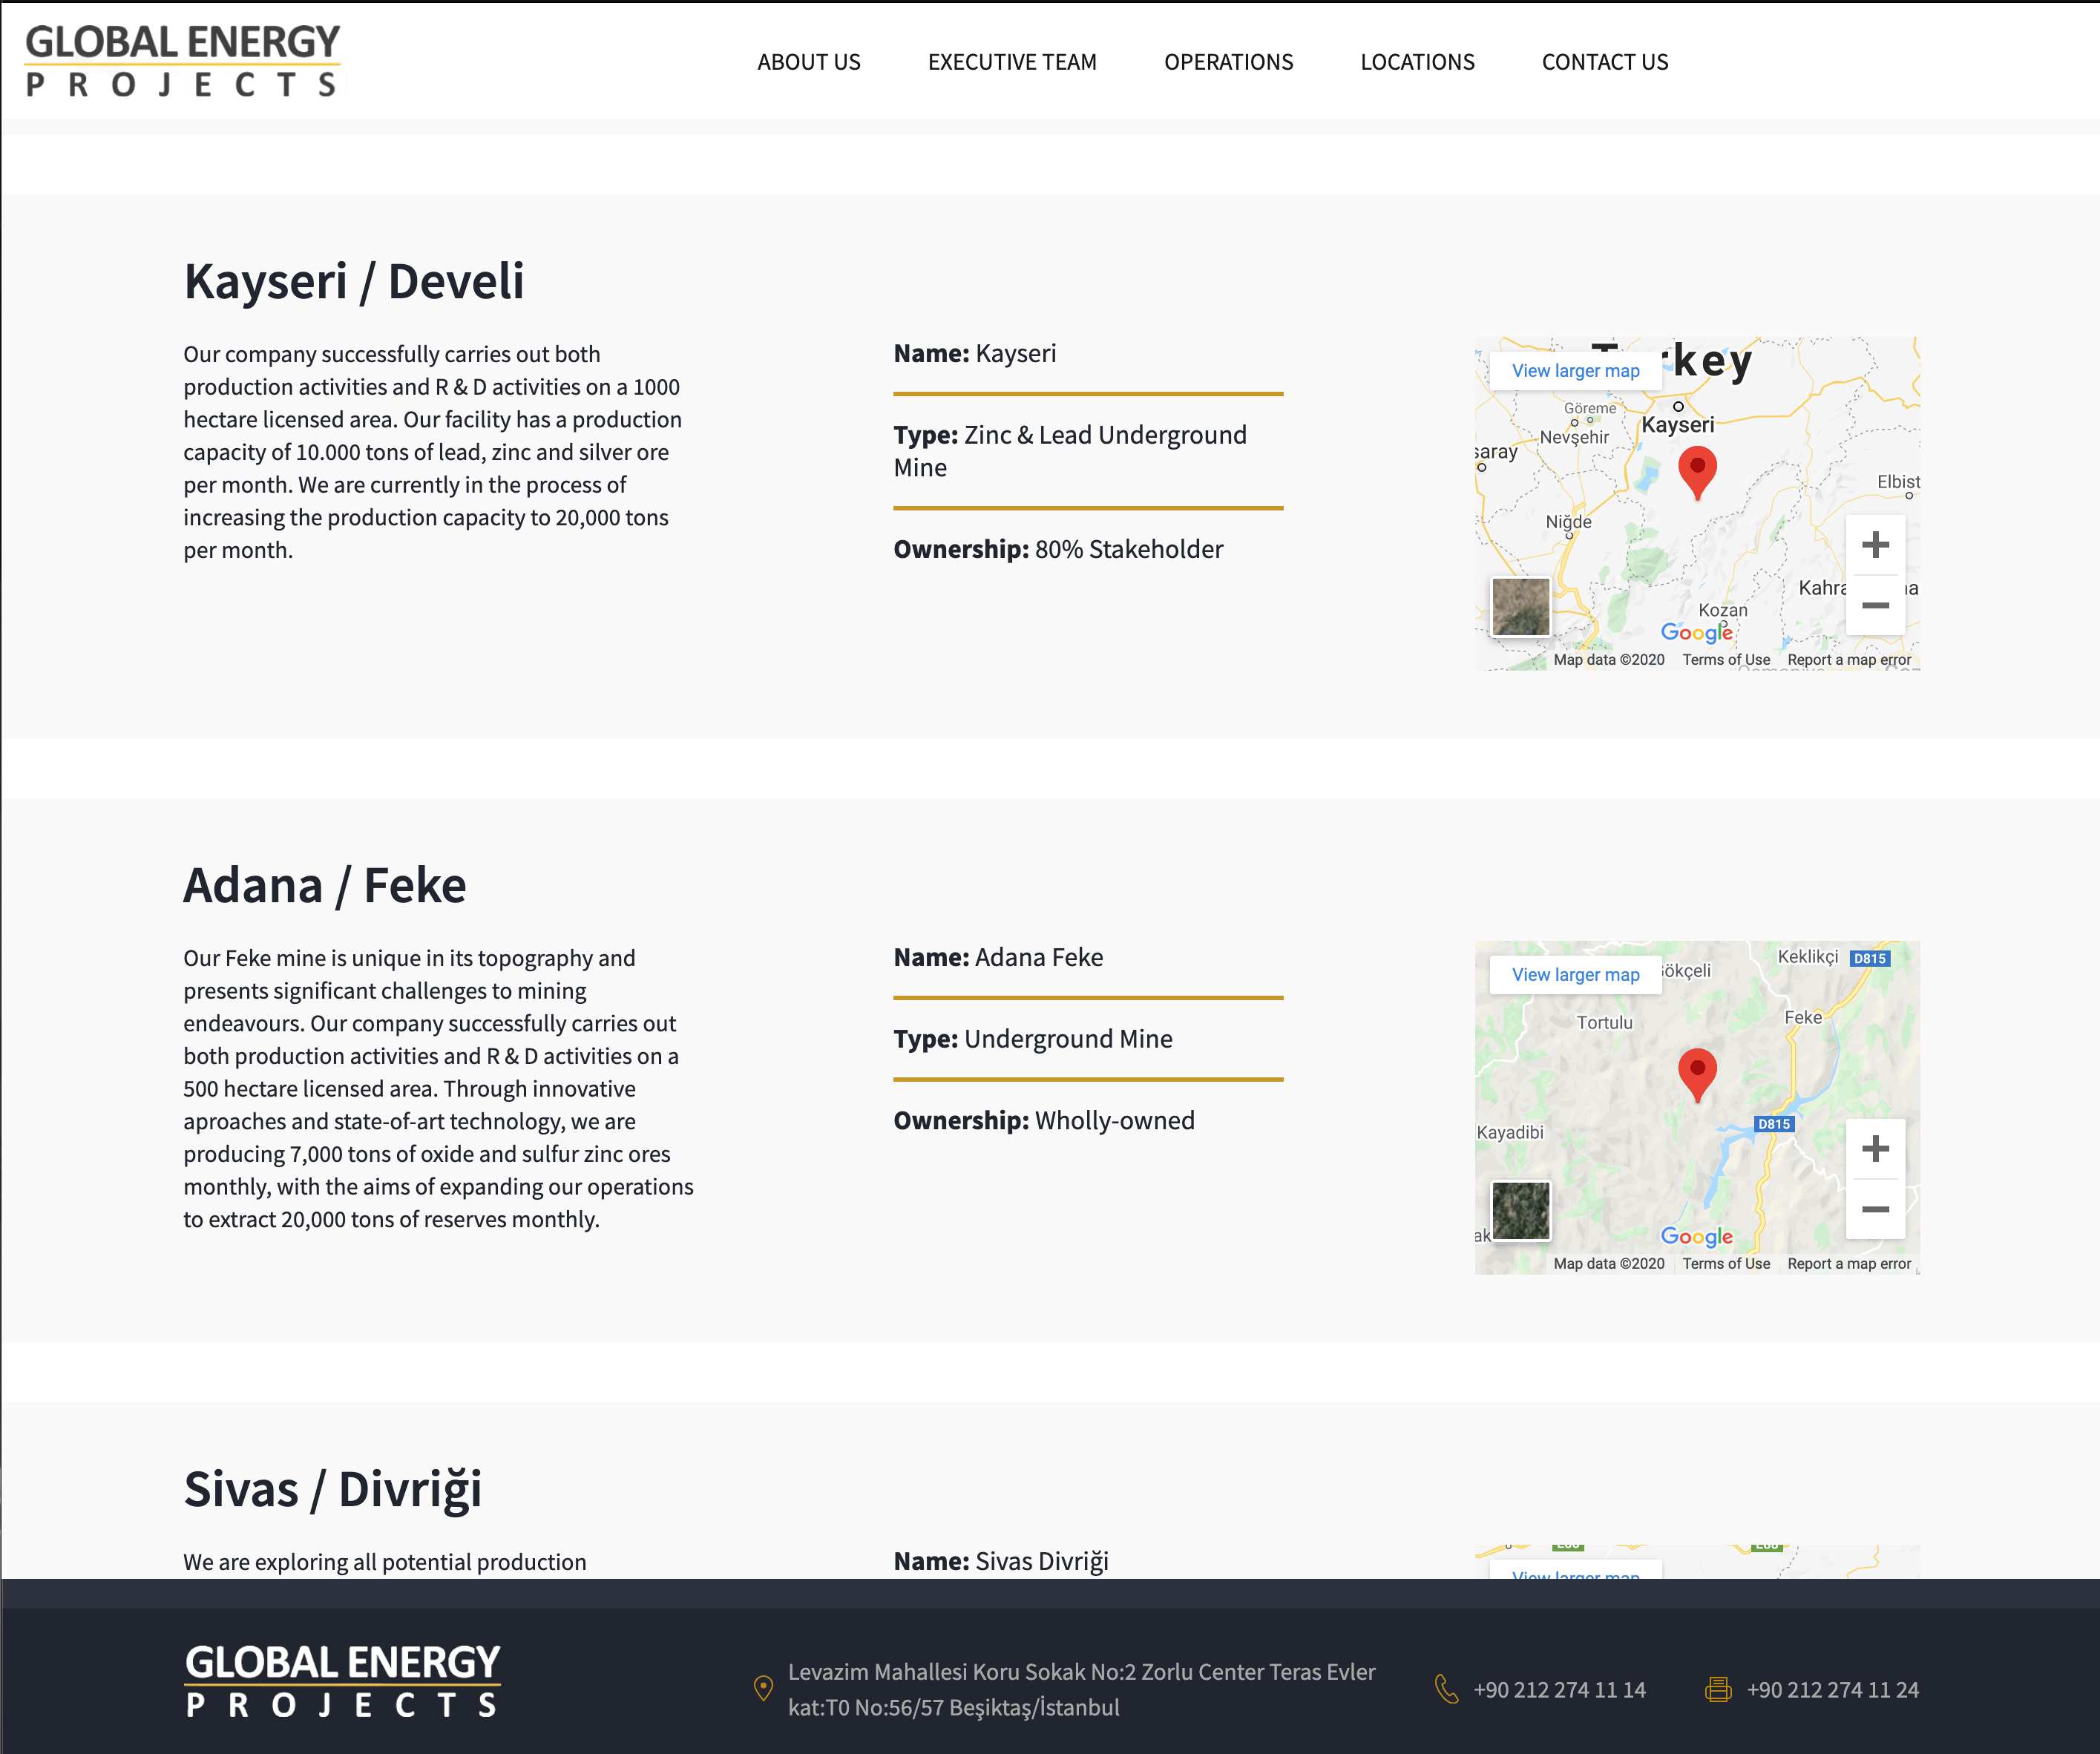 GLOBAL ENERGY
PROJECTS
ABOUT US
EXECUTIVE TEAM
OPERATIONS
LOCATIONS
CONTACT US
Kayseri / Develi
Our company successfully carries out both
production activities and R & D activities on a 1000
hectare licensed area. Our facility has a production
capacity of 10.000 tons of lead, zinc and silver ore
per month. We are currently in the process of
increasing the production capacity to 20,000 tons
per month.
Name: Kayseri
Type: Zinc & Lead Underground
Mine
Ownership: 80% Stakeholder
View larger map
Göreme
Kayseri
Nevşehir
saray
Elbist
Niğde
Kozan
Google
Map data ©2020 Terms of Use Report a map error
Adana / Feke
Our Feke mine is unique in its topography and
presents significant challenges to mining
endeavours. Our company successfully carries out
both production activities and R & D activities on a
500 hectare licensed area. Through innovative
aproaches and state-of-art technology, we are
producing 7,000 tons of oxide and sulfur zinc ores
monthly, with the aims of expanding our operations
to extract 20,000 tons of reserves monthly.
Name: Adana Feke
Type: Underground Mine
Ownership: Wholly-owned
View larger map
Keklikçi
D815
Tortulu
Feke
D815
Kayadibi
Google
Map data ©2020 Terms of Use Report a map error
Sivas / Divriği
We are exploring all potential production
Name: Sivas Divriği
View larger map
GLOBAL ENERGY
PROJECTS
Levazim Mahallesi Koru Sokak No:2 Zorlu Center Teras Evler
kat:T0 No:56/57 Beşiktaş/İstanbul
+90 212 274 11 14
+90 212 274 11 24